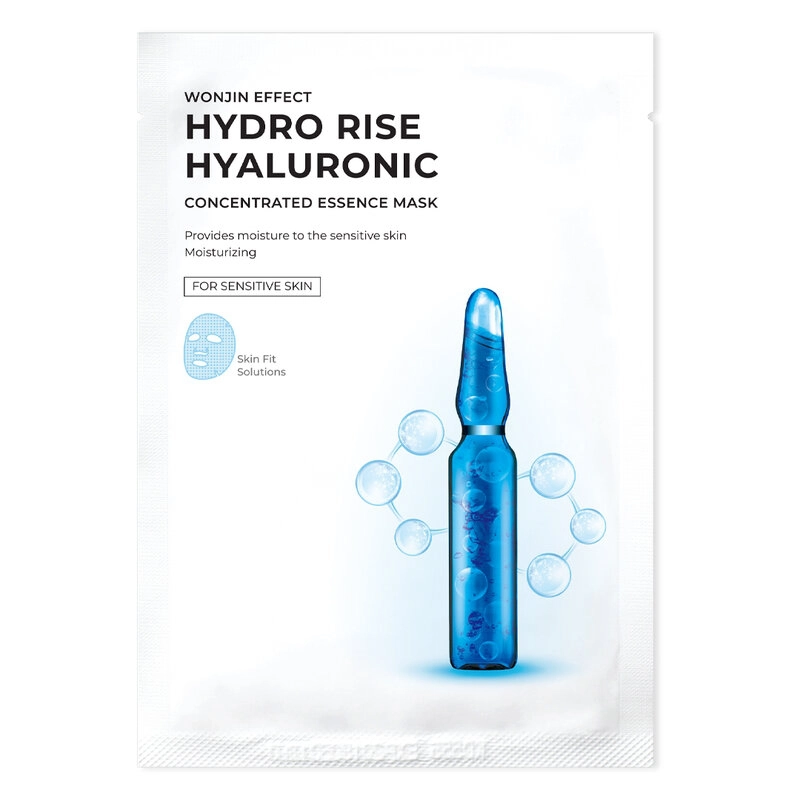 WONJIN EFFECT
HYDRO RISE
HYALURONIC
CONCENTRATED ESSENCE MASK
Provides moisture to the sensitive skin
Moisturizing
FOR SENSITIVE SKIN
Skin Fit
Solutions